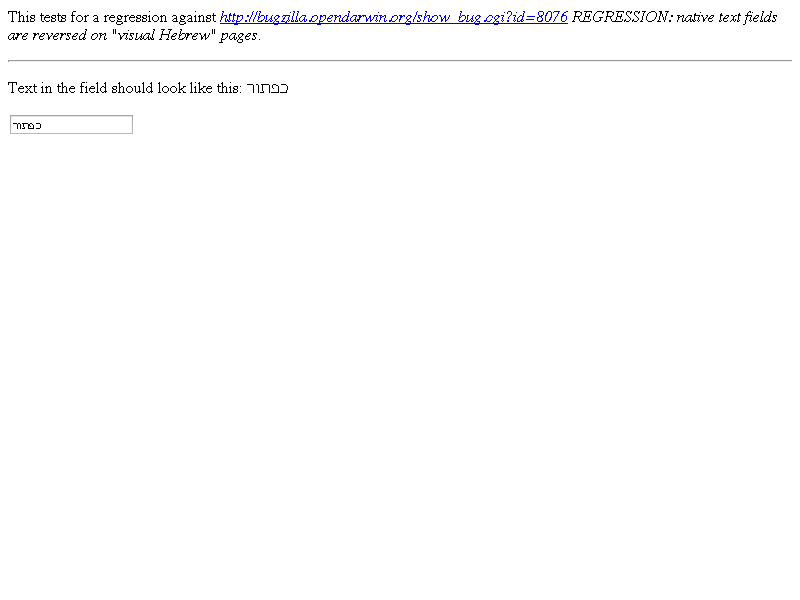 This tests for a regression against http://bugzilla.opendarwin.org/show_bug.cgi?id=8076 REGRESSION: native text fields
are reversed on "visual Hebrew" pages.
Text in the field should look like this: כפתור
כפתור